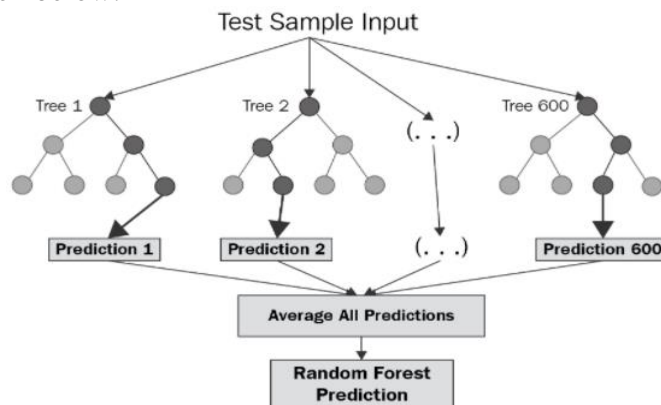 Test Sample Input
Tree 1
Tree 2
(. . .)
Tree 600
Prediction 1
Prediction 2
(. . .)
Prediction 600
Average All Predictions
Random Forest
Prediction